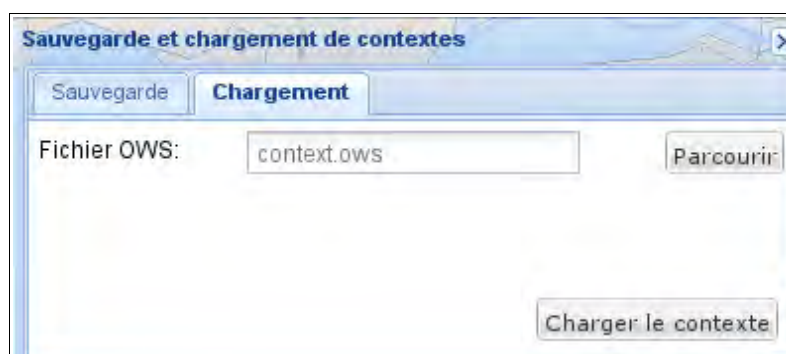 Sauvegarde et chargement de contextes
Sauvegarde Chargement
Fichier OWS: context.ows Parcourir
Charger le contexte